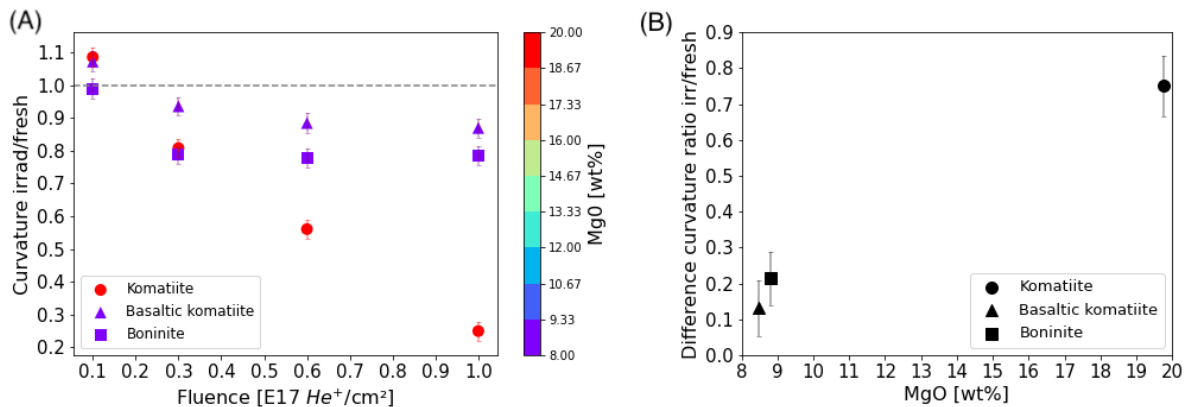 (A)
Curvature irrad/fresh
1.1
1.0
0.9
0.8
0.7
0.6
0.5
0.4
0.3
0.2
Komatiite
Basaltic komatiite
Boninite
0.1 0.2 0.3 0.4 0.5 0.6 0.7 0.8 0.9 1.0
Fluence [E17 He⁺/cm²]
20.00
18.67
17.33
16.00
14.67
13.33
12.00
10.67
9.33
8.00
Mg0 [wt%]
(B)
Difference curvature ratio irr/fresh
0.9
0.8
0.7
0.6
0.5
0.4
0.3
0.2
0.1
0.0
Komatiite
Basaltic komatiite
Boninite
8 9 10 11 12 13 14 15 16 17 18 19 20
MgO [wt%]